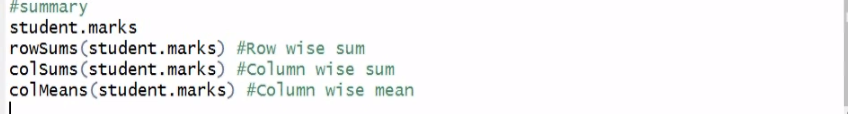 #summary
student.marks
rowSums(student.marks) #Row wise sum
colSums(student.marks) #Column wise sum
colMeans(student.marks) #Column wise mean